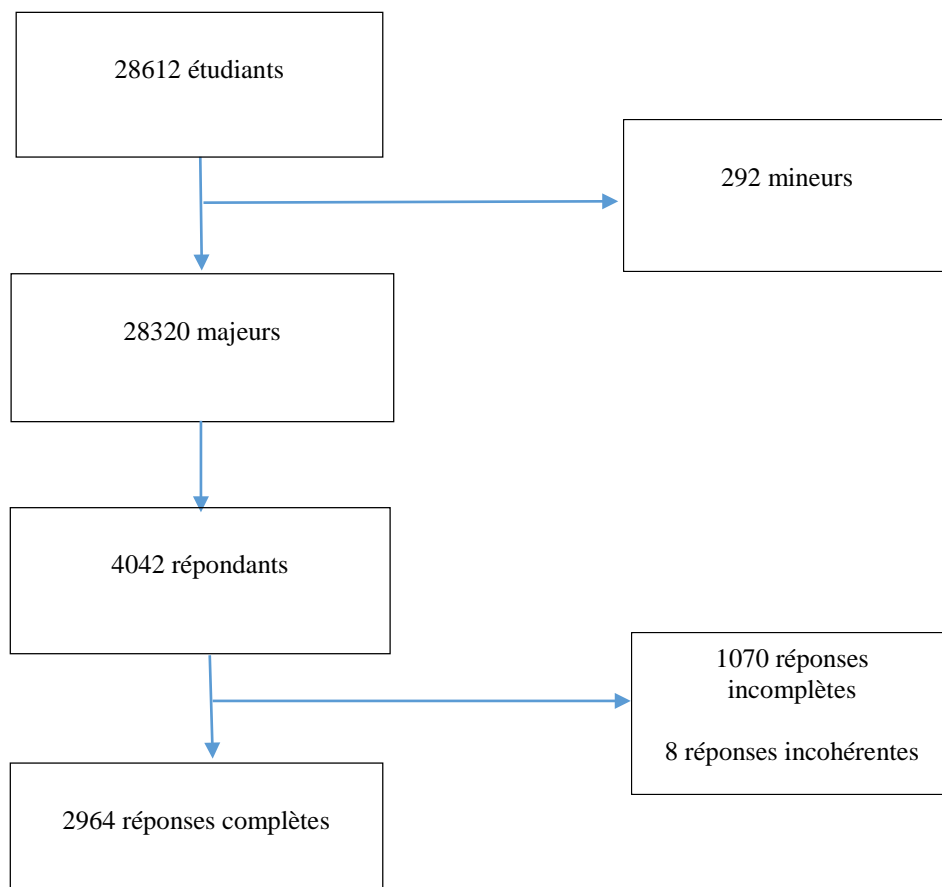 28612 étudiants
292 mineurs
28320 majeurs
4042 répondants
1070 réponses
incomplètes
8 réponses incohérentes
2964 réponses complètes